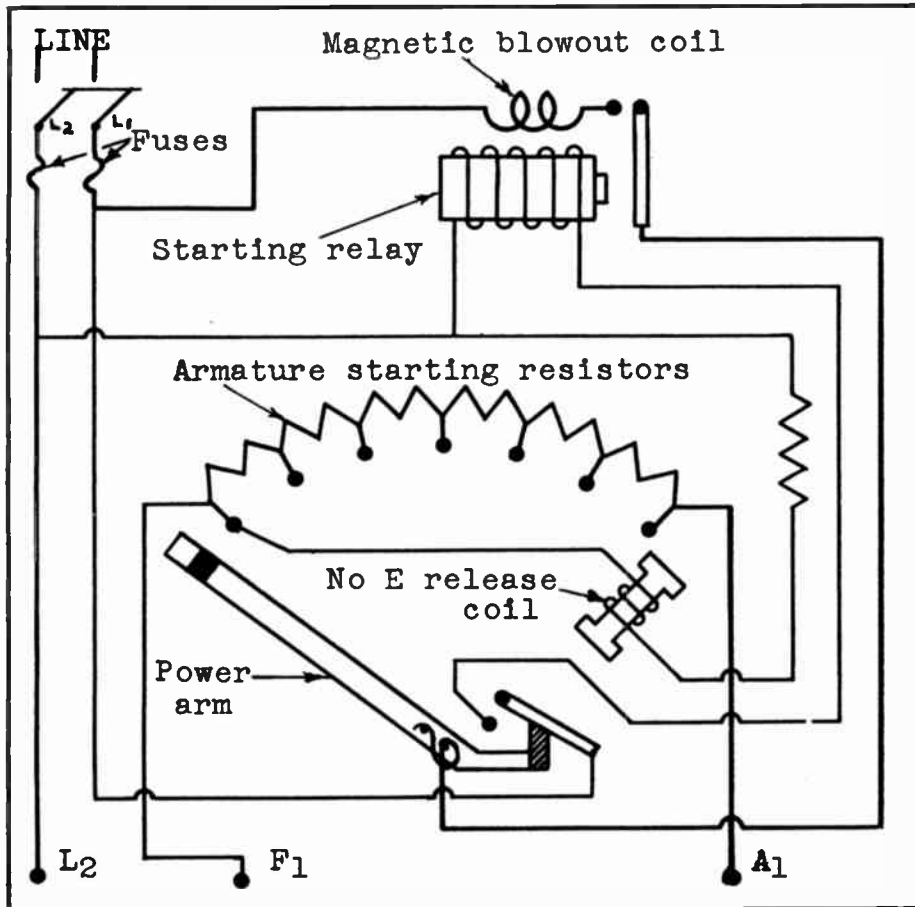 LINE
Magnetic blowout coil
L2
L1
Fuses
Starting relay
Armature starting resistors
No E release
coil
Power
arm
L2
F1
A1